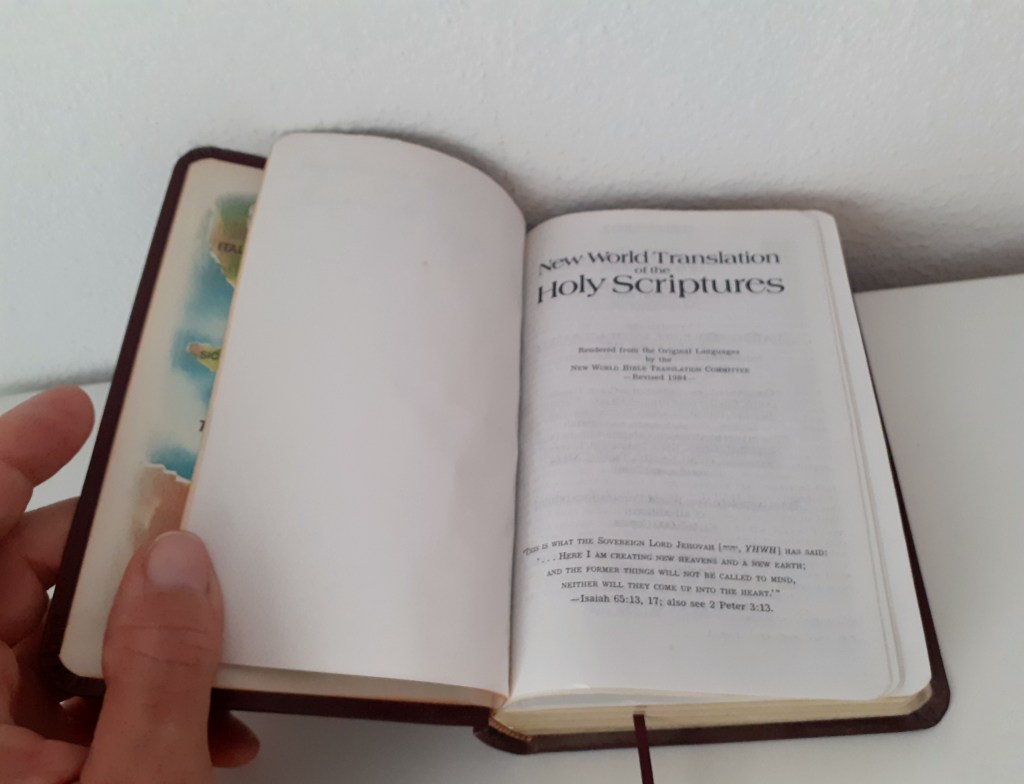 ITAL
SIC
T
New World Translation
of the
Holy Scriptures
Rendered from the Original Languages
by the
New World Bible Translation Committee
—Revised 1984—
"This is what the Sovereign Lord Jehovah [יהוה, YHWH] has said:
'. . . Here I am creating new heavens and a new earth;
and the former things will not be called to mind,
neither will they come up into the heart.'"
—Isaiah 65:13, 17; also see 2 Peter 3:13.